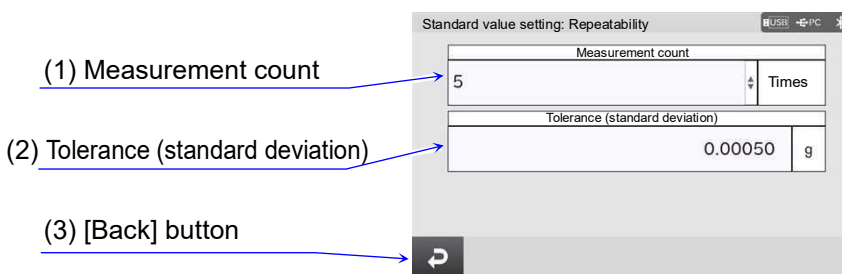 Standard value setting: Repeatability
USB PC
Measurement count
5 Times
Tolerance (standard deviation)
0.00050 g
(1) Measurement count
(2) Tolerance (standard deviation)
(3) [Back] button